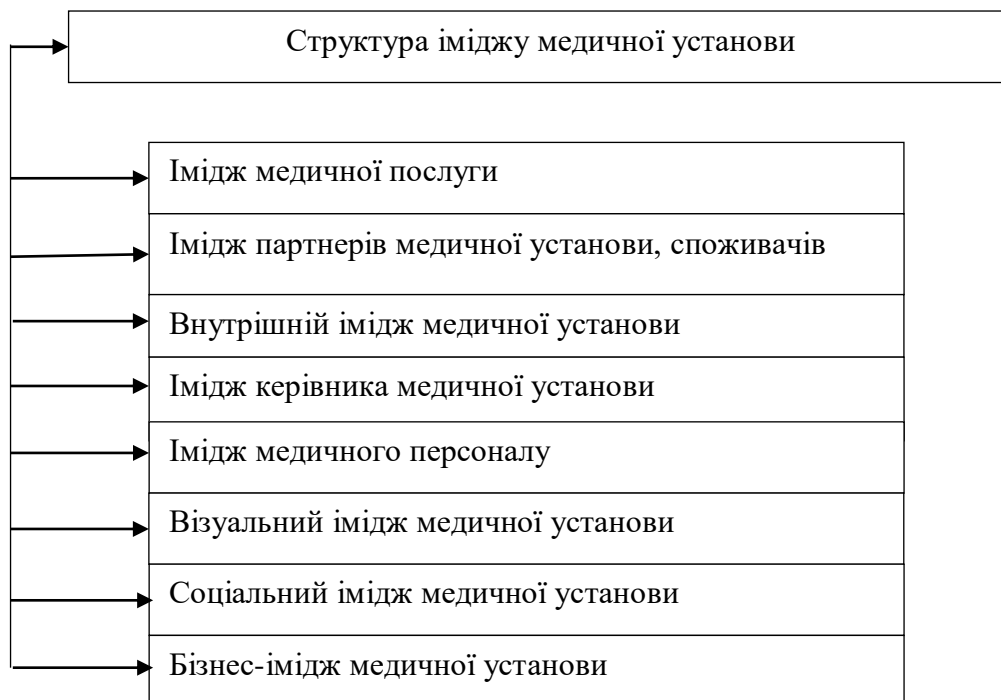 Структура іміджу медичної установи
Імідж медичної послуги
Імідж партнерів медичної установи, споживачів
Внутрішній імідж медичної установи
Імідж керівника медичної установи
Імідж медичного персоналу
Візуальний імідж медичної установи
Соціальний імідж медичної установи
Бізнес-імідж медичної установи